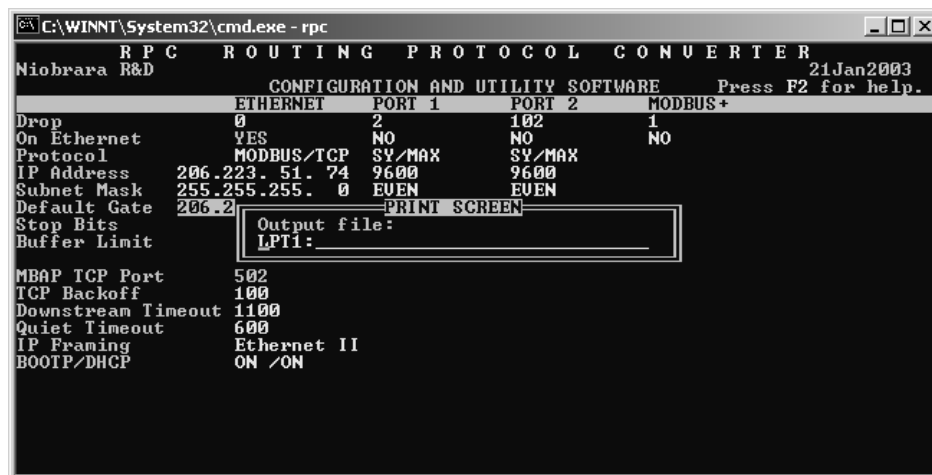 C:\WINNT\System32\cmd.exe - rpc
R P C R O U T I N G P R O T O C O L C O N V E R T E R
Niobrara R&D 21Jan2003
CONFIGURATION AND UTILITY SOFTWARE Press F2 for help.
ETHERNET PORT 1 PORT 2 MODBUS+
Drop 0 2 102 1
On Ethernet YES NO NO NO
Protocol MODBUS/TCP SY/MAX SY/MAX
IP Address 206.223. 51. 74 9600 9600
Subnet Mask 255.255.255. 0 EVEN EVEN
Default Gate 206.2 PRINT SCREEN
Stop Bits Output file:
Buffer Limit LPT1:
MBAP TCP Port 502
TCP Backoff 100
Downstream Timeout 1100
Quiet Timeout 600
IP Framing Ethernet II
BOOTP/DHCP ON /ON